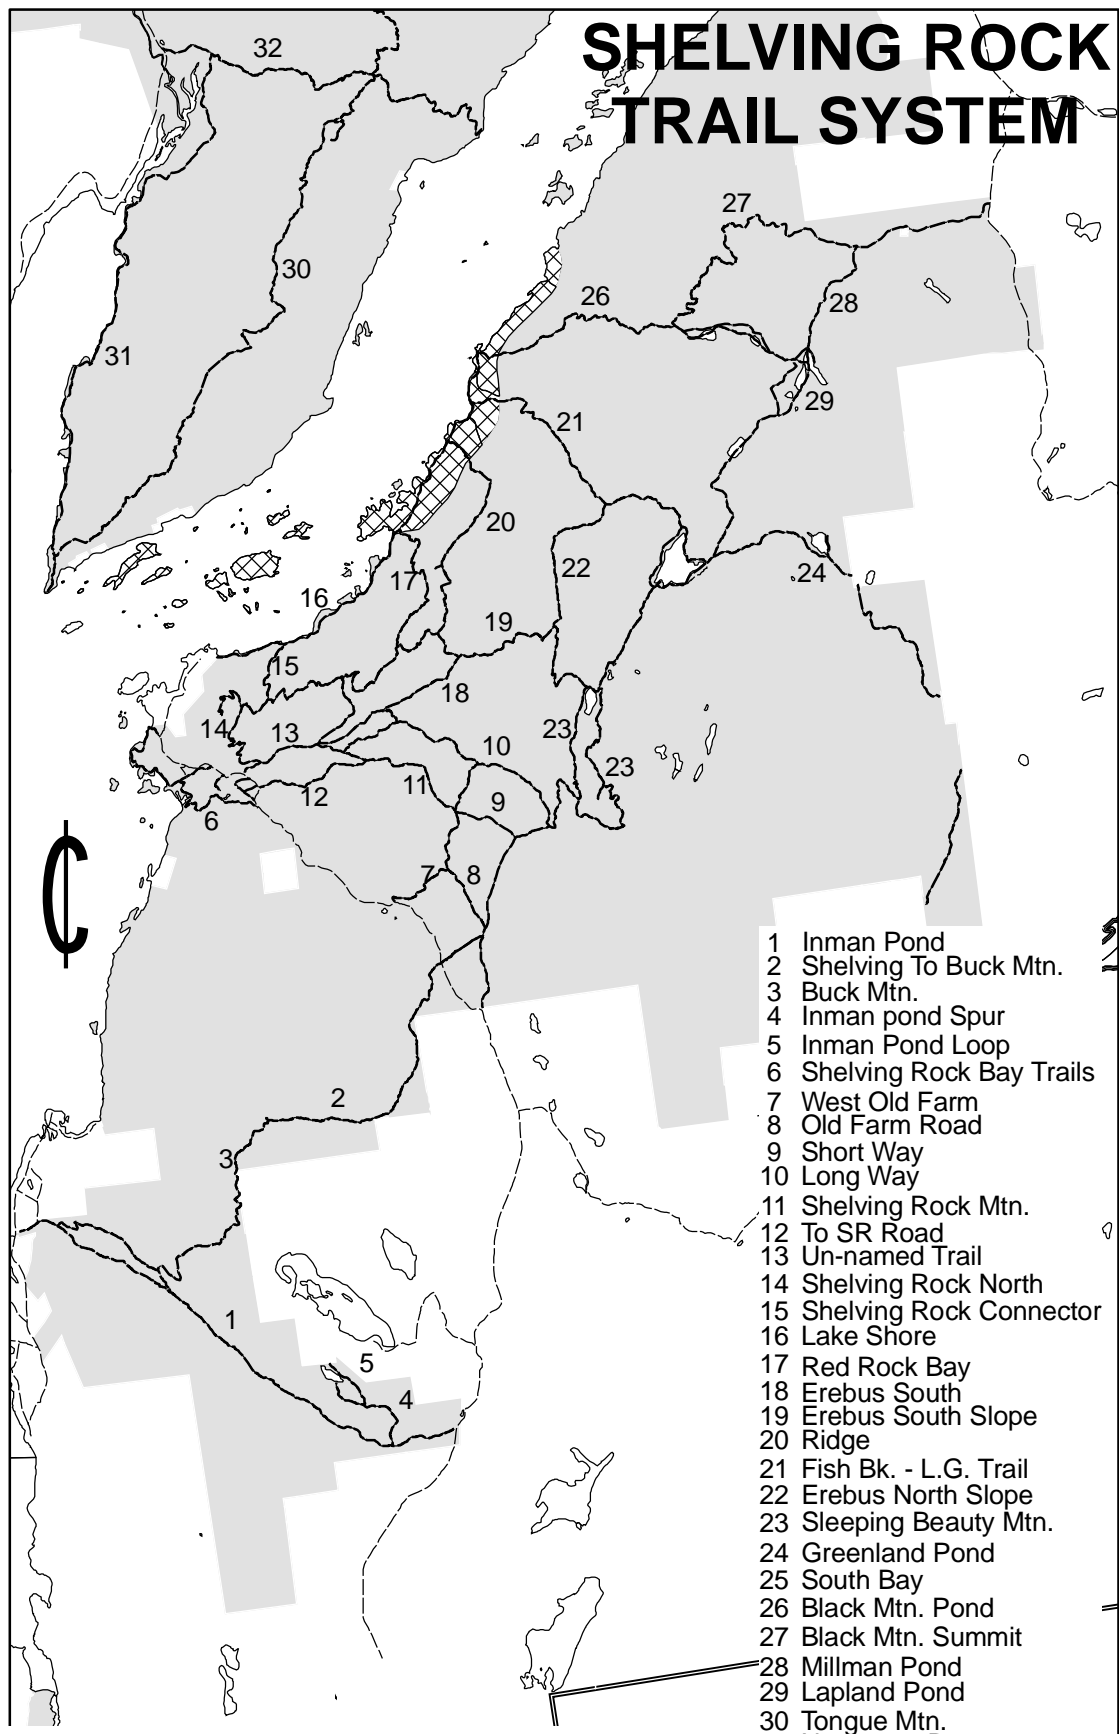 SHELVING ROCK
TRAIL SYSTEM
32
27
30
26
28
31
29
21
20
22
24
17
16
19
15
18
14
13
23
10
23
12
11
9
6
7
8
2
3
1
5
4
1 Inman Pond
2 Shelving To Buck Mtn.
3 Buck Mtn.
4 Inman pond Spur
5 Inman Pond Loop
6 Shelving Rock Bay Trails
7 West Old Farm
8 Old Farm Road
9 Short Way
10 Long Way
11 Shelving Rock Mtn.
12 To SR Road
13 Un-named Trail
14 Shelving Rock North
15 Shelving Rock Connector
16 Lake Shore
17 Red Rock Bay
18 Erebus South
19 Erebus South Slope
20 Ridge
21 Fish Bk. - L.G. Trail
22 Erebus North Slope
23 Sleeping Beauty Mtn.
24 Greenland Pond
25 South Bay
26 Black Mtn. Pond
27 Black Mtn. Summit
28 Millman Pond
29 Lapland Pond
30 Tongue Mtn.